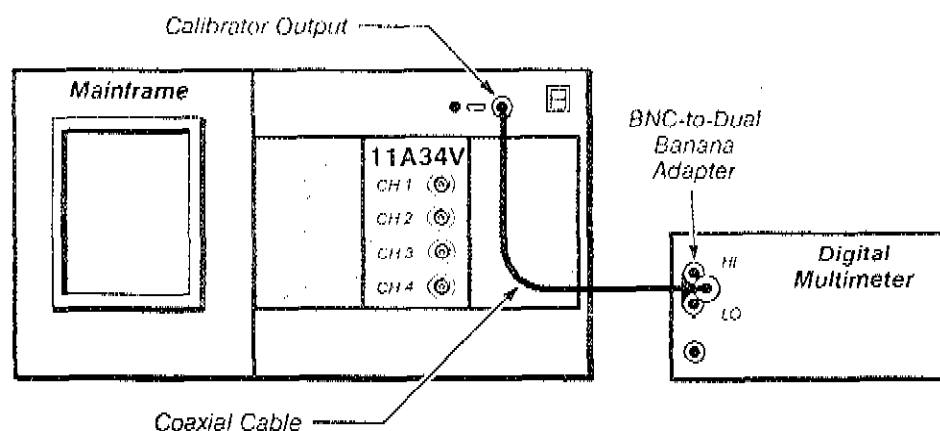 Calibrator Output
Mainframe
BNC-to-Dual
Banana
Adapter
11A34V
CH 1
CH 2
CH 3
CH 4
HI
LO
Digital
Multimeter
Coaxial Cable